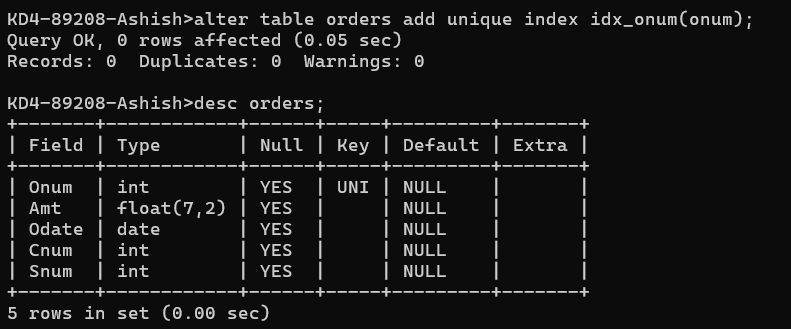 KD4-89208-Ashish>alter table orders add unique index idx_onum(onum);
Query OK, 0 rows affected (0.05 sec)
Records: 0  Duplicates: 0  Warnings: 0

KD4-89208-Ashish>desc orders;
+-------+------------+------+-----+---------+-------+
| Field | Type       | Null | Key | Default | Extra |
+-------+------------+------+-----+---------+-------+
| Onum  | int        | YES  | UNI | NULL    |       |
| Amt   | float(7,2) | YES  |     | NULL    |       |
| Odate | date       | YES  |     | NULL    |       |
| Cnum  | int        | YES  |     | NULL    |       |
| Snum  | int        | YES  |     | NULL    |       |
+-------+------------+------+-----+---------+-------+
5 rows in set (0.00 sec)